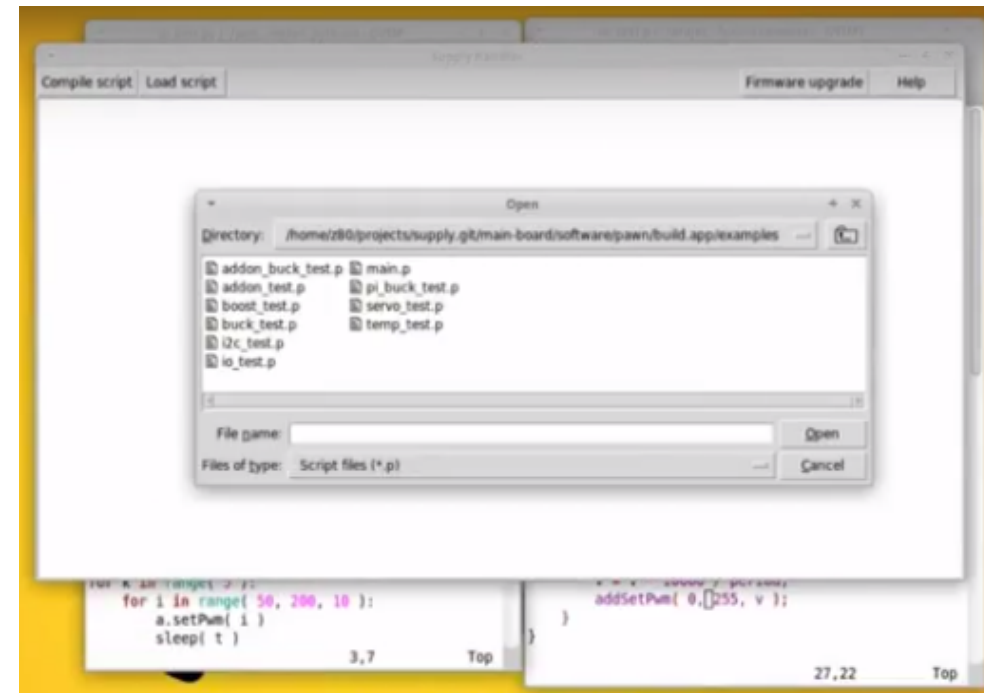 Compile script Load script Firmware upgrade Help
Open
Directory: /home/z80/projects/supply.git/main-board/software/pawn/build.app/examples
addon_buck_test.p main.p
addon_test.p pi_buck_test.p
boost_test.p servo_test.p
buck_test.p temp_test.p
i2c_test.p
io_test.p
File name: Open
Files of type: Script files (*.p) Cancel
for i in range( 50, 200, 10 ):
a.setPwm( i )
sleep( t )
3,7 Top
addSetPwm( 0, 255, v );
}
}
27,22 Top